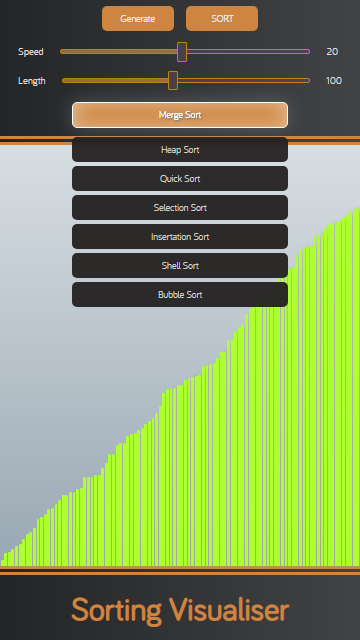 Generate SORT
Speed 20
Length 100
Merge Sort
Heap Sort
Quick Sort
Selection Sort
Insertation Sort
Shell Sort
Bubble Sort
Sorting Visualiser